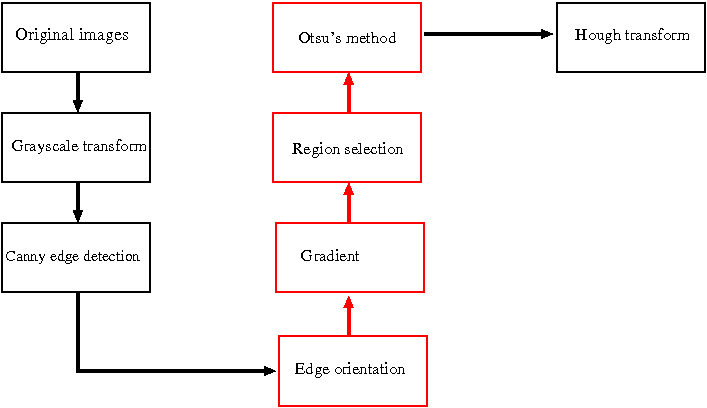 Original images
Grayscale transform
Canny edge detection
Edge orientation
Gradient
Region selection
Otsu's method
Hough transform